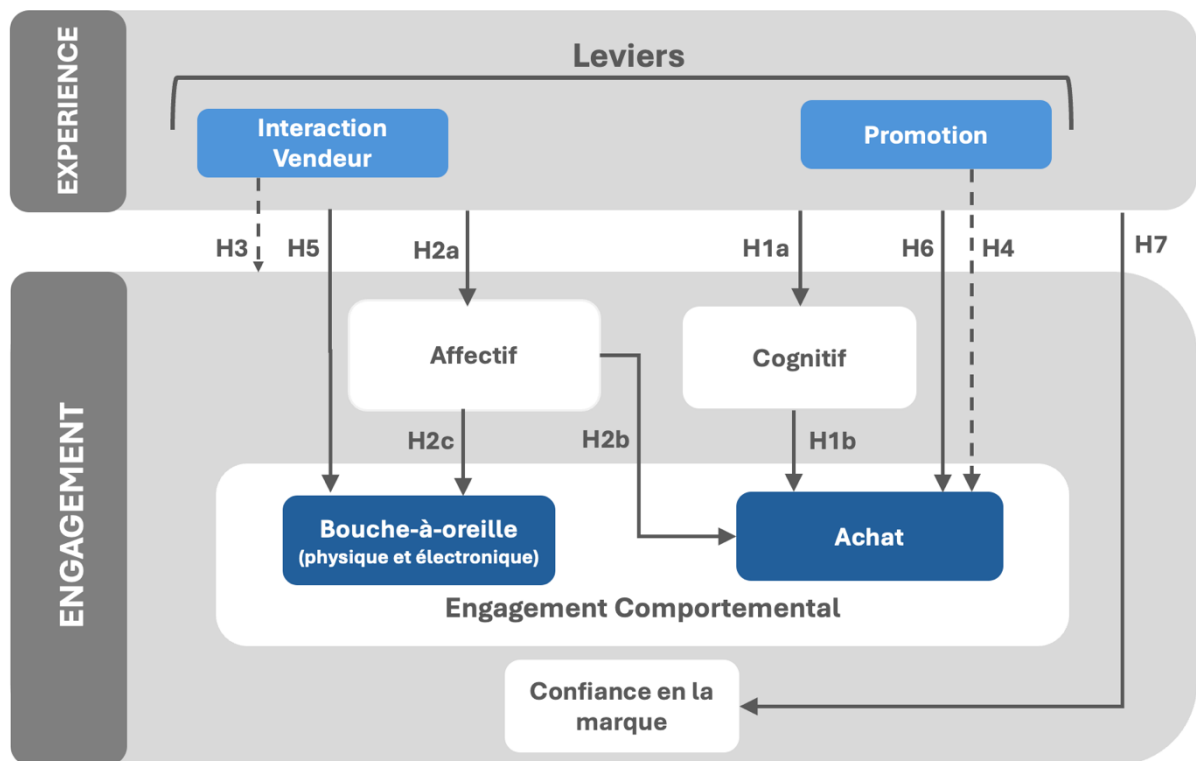 EXPERIENCE
Leviers
Interaction
Vendeur
Promotion
H3
H5
H2a
H1a
H6
H4
H7
ENGAGEMENT
Affectif
Cognitif
H2c
H2b
H1b
Bouche-à-oreille
(physique et électronique)
Achat
Engagement Comportemental
Confiance en la
marque